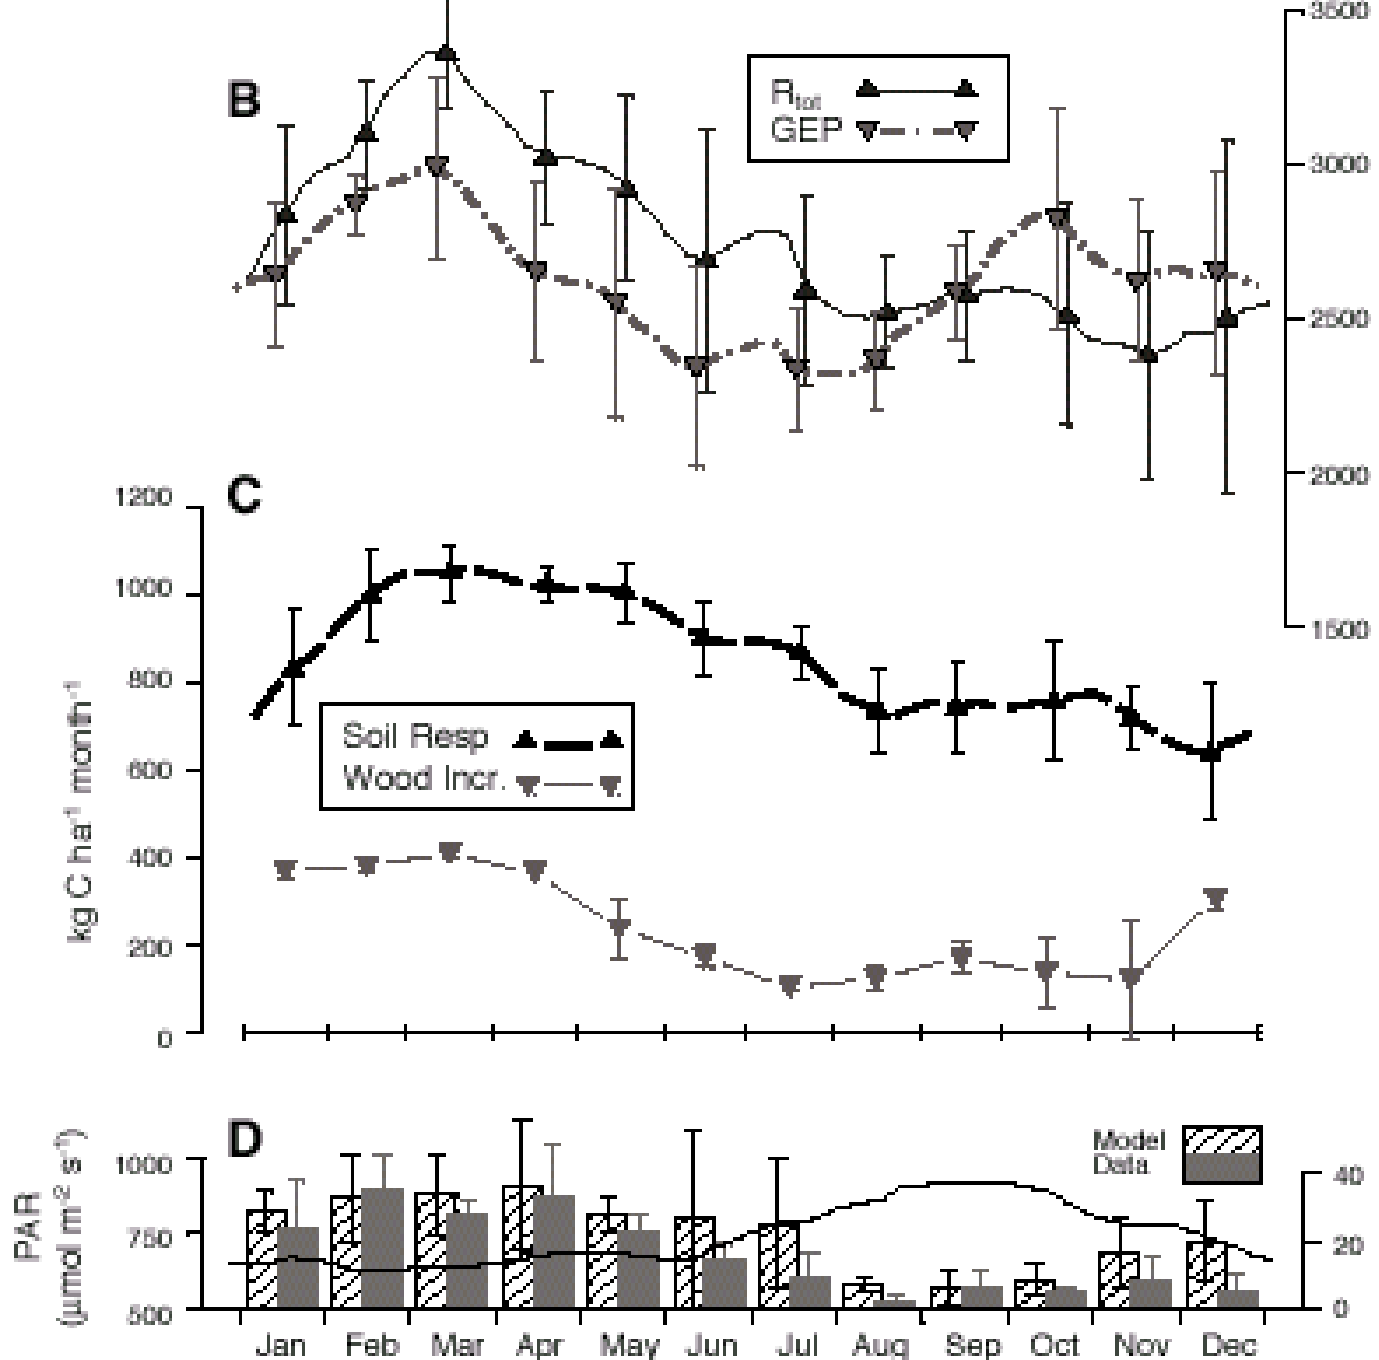 3500
B
R_tot
GEP
3000
2500
2000
1500
C
1200
1000
800
600
400
200
0
kg C ha⁻¹ month⁻¹
Soil Resp
Wood Incr.
D
PAR
(μmol m⁻² s⁻¹)
1000
750
500
Model
Data
40
20
0
Jan Feb Mar Apr May Jun Jul Aug Sep Oct Nov Dec